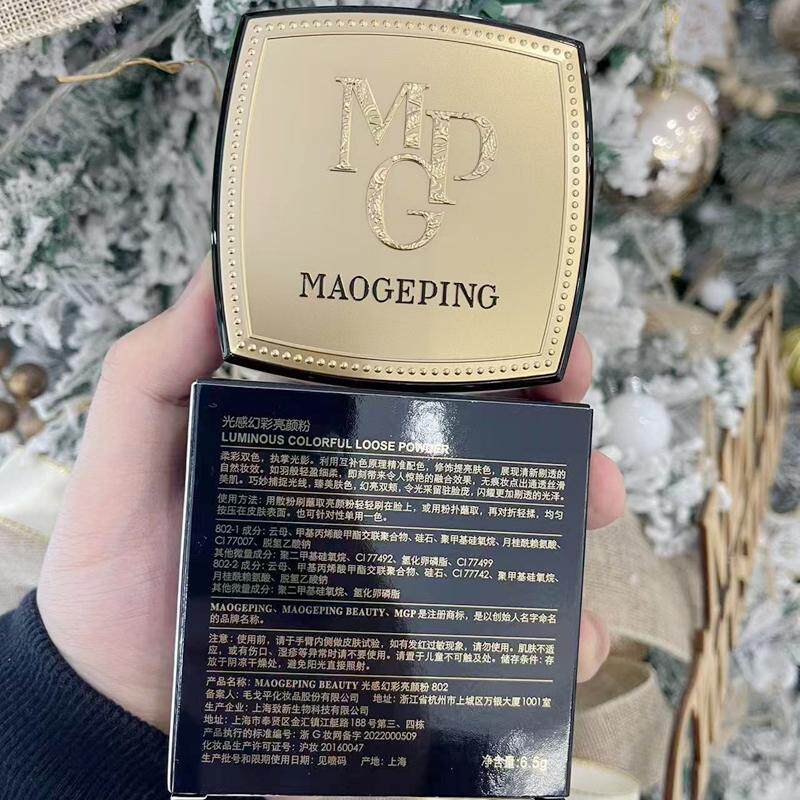 MGP
MAOGEPING
光感幻彩亮颜粉
LUMINOUS COLORFUL LOOSE POWDER
柔彩双色，执掌光影。利用互补色原理精准配色，修饰提亮肤色，展现清新剔透的
自然妆效。如羽般轻盈细柔，即刻带来令人惊艳的融合效果，无痕妆点出通透丝滑
美肌。巧妙捕捉光线，臻美肤色，幻亮双颊，令光采留驻脸庞，闪耀更加剔透的光泽。
使用方法：用散粉刷蘸取亮颜粉轻轻刷在脸上，或用粉扑蘸取，再对折轻揉，均匀
按压在皮肤表面。也可针对性单用一色。
802-1 成分：云母、甲基丙烯酸甲酯交联聚合物、硅石、聚甲基硅氧烷、月桂酰赖氨酸、
CI 77007、脱氢乙酸钠
其他微量成分：聚二甲基硅氧烷、CI 77492、氢化卵磷脂、CI 77499
802-2 成分：云母、甲基丙烯酸甲酯交联聚合物、硅石、CI 77742、聚甲基硅氧烷、
月桂酰赖氨酸、脱氢乙酸钠
其他微量成分：聚二甲基硅氧烷、氢化卵磷脂
MAOGEPING、MAOGEPING BEAUTY、MGP 是注册商标，是以创始人名字命名
的品牌名称。
注意：使用前，请于手臂内侧做皮肤试验，如有发红过敏现象，请勿使用。肌肤不适
应，或有伤口、湿疹等异常时请不要使用。请置于儿童不可触及处。储存条件：存
放于阴凉干燥处，避免阳光直接照射。
产品名称：MAOGEPING BEAUTY 光感幻彩亮颜粉 802
备案人：毛戈平化妆品股份有限公司 地址：浙江省杭州市上城区万银大厦1001室
生产企业：上海致新生物科技有限公司
地址：上海市奉贤区金汇镇江艇路188号第三、四栋
产品执行的标准编号：浙 G 妆网备字 2022000509
化妆品生产许可证号：沪妆 20160047
生产批号和限期使用日期：见喷码 产地：上海
净含量：6.5g